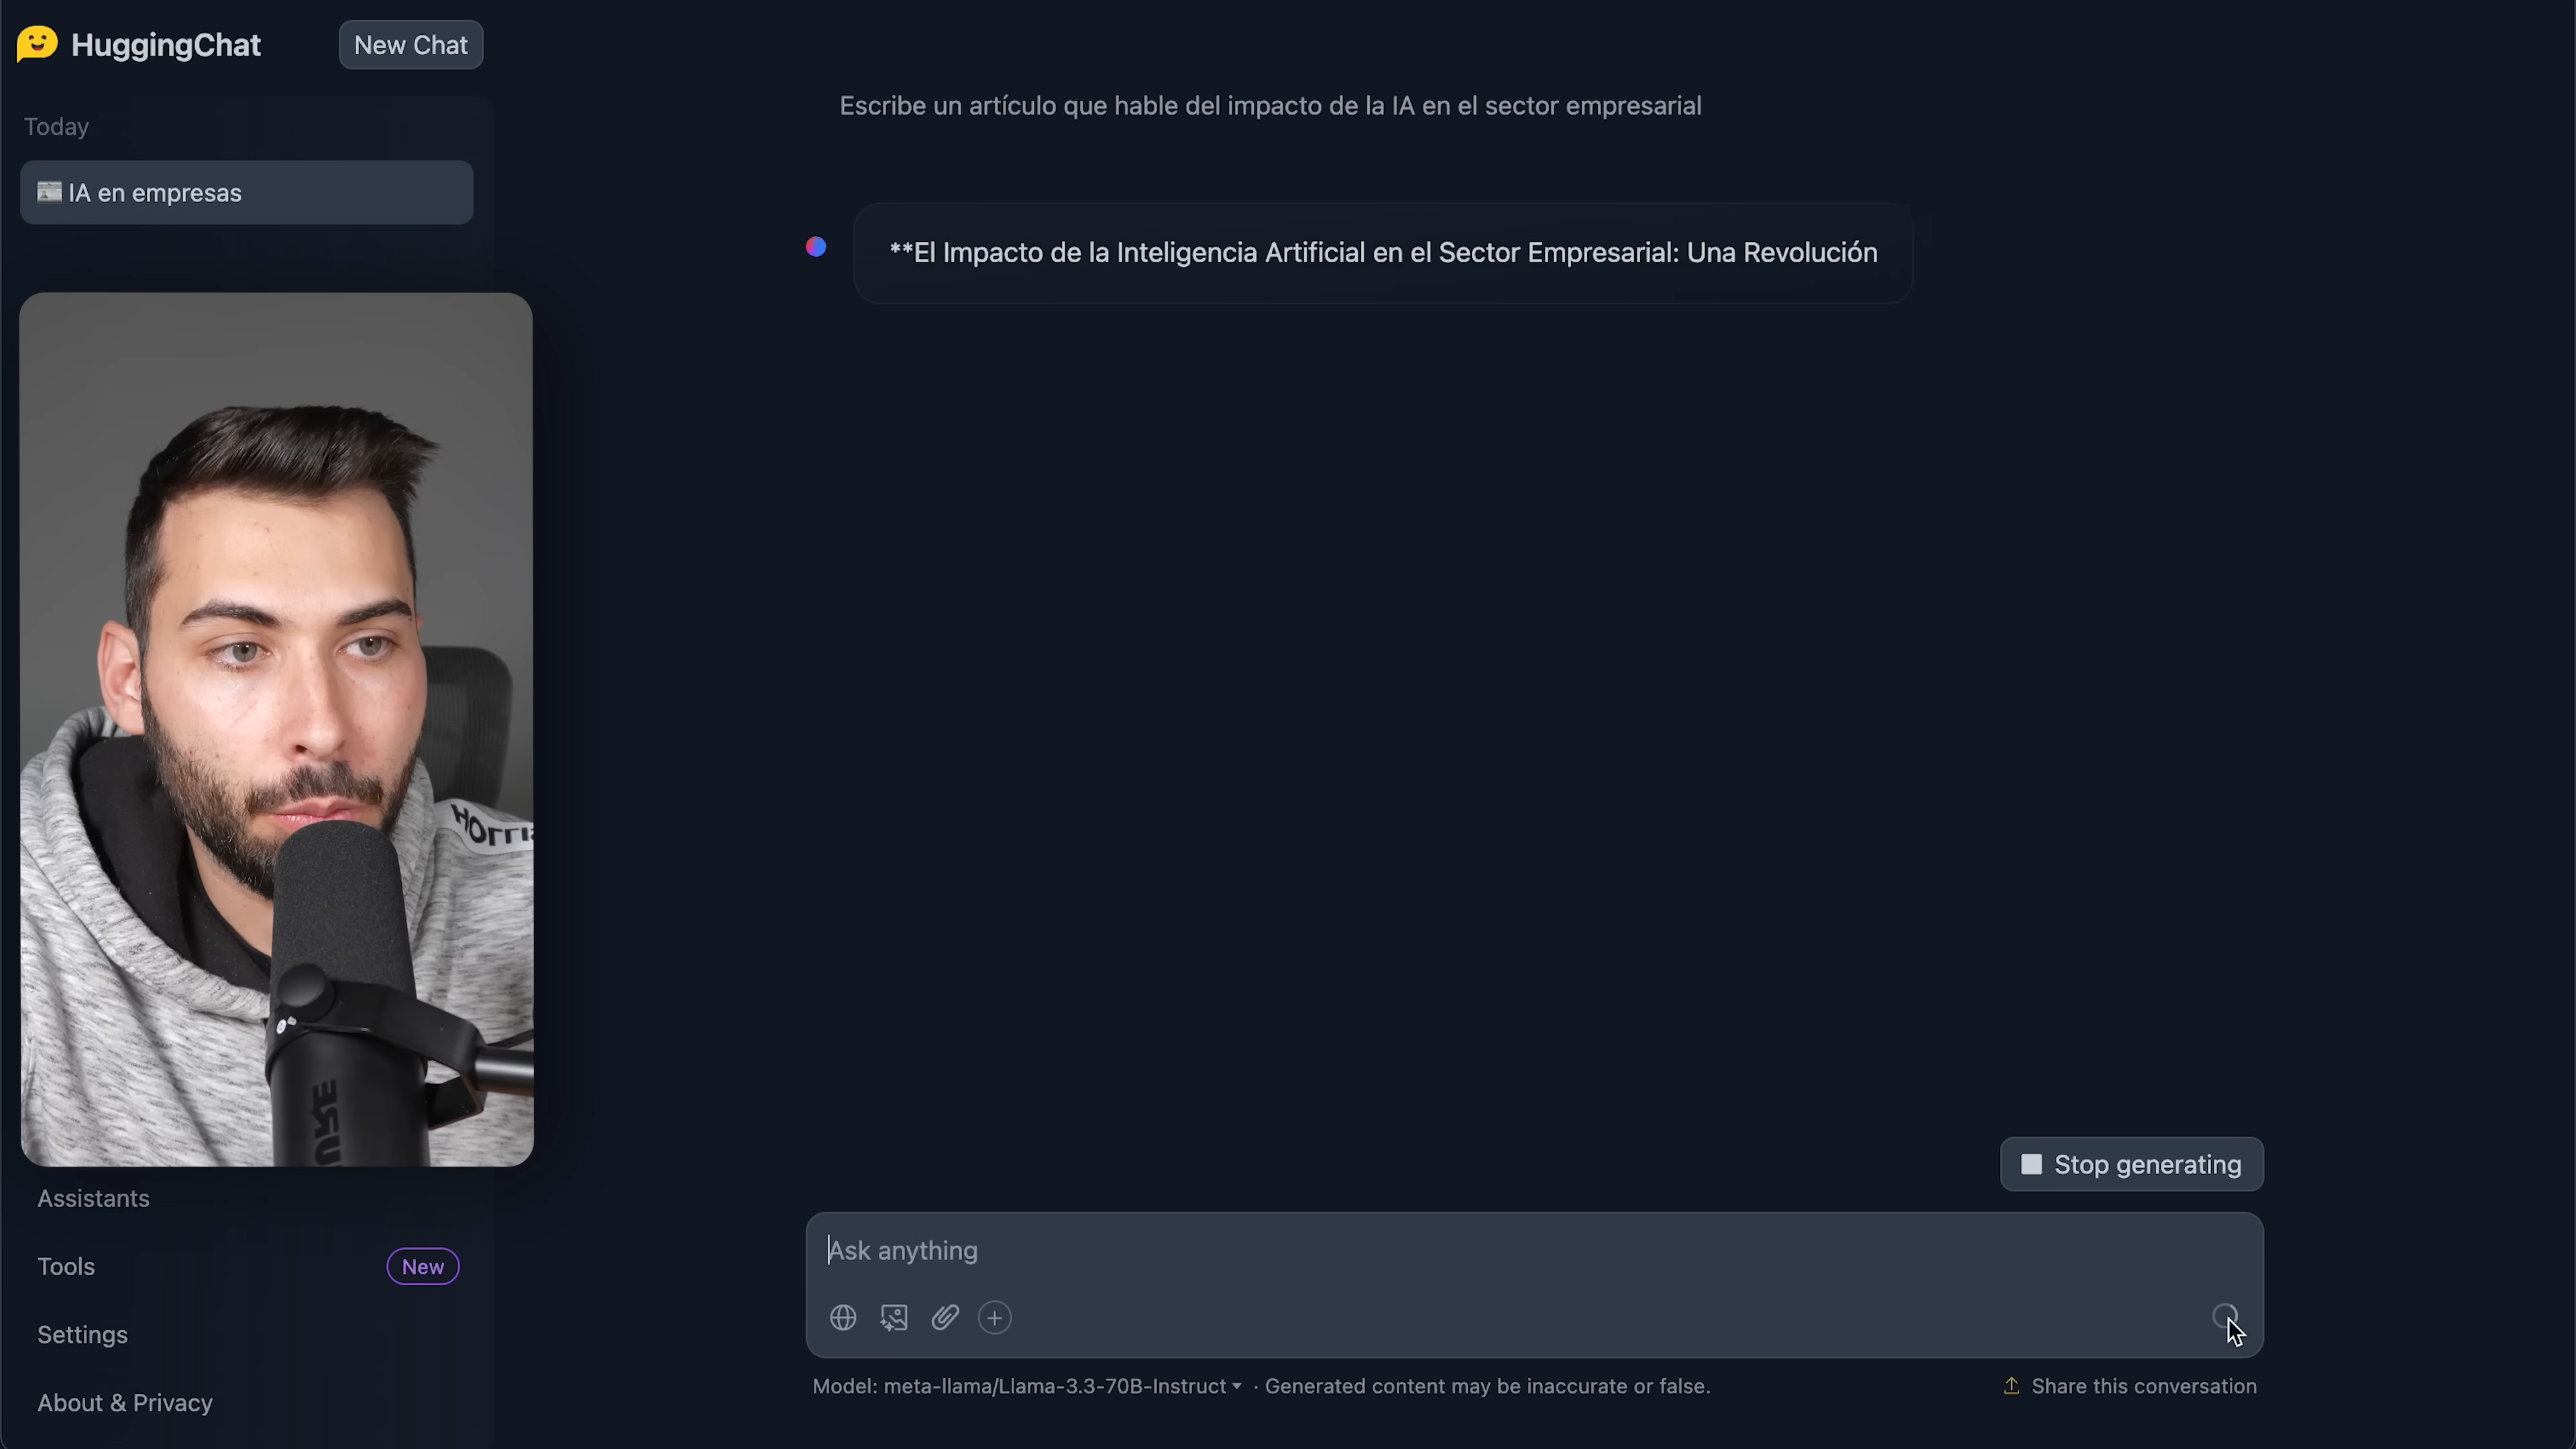 HuggingChat
New Chat
Today
IA en empresas
Escribe un artículo que hable del impacto de la IA en el sector empresarial
**El Impacto de la Inteligencia Artificial en el Sector Empresarial: Una Revolución
Assistants
Tools
New
Settings
About & Privacy
Stop generating
Ask anything
Model: meta-llama/Llama-3.3-70B-Instruct · Generated content may be inaccurate or false.
Share this conversation